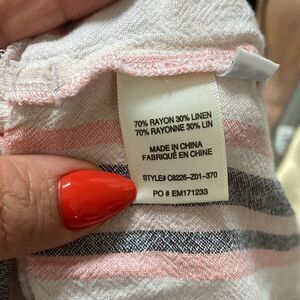 70% RAYON 30% LINEN
70% RAYONNE 30% LIN
MADE IN CHINA
FABRIQUÉ EN CHINE
STYLE# C8226-Z01-370
PO # EM171233